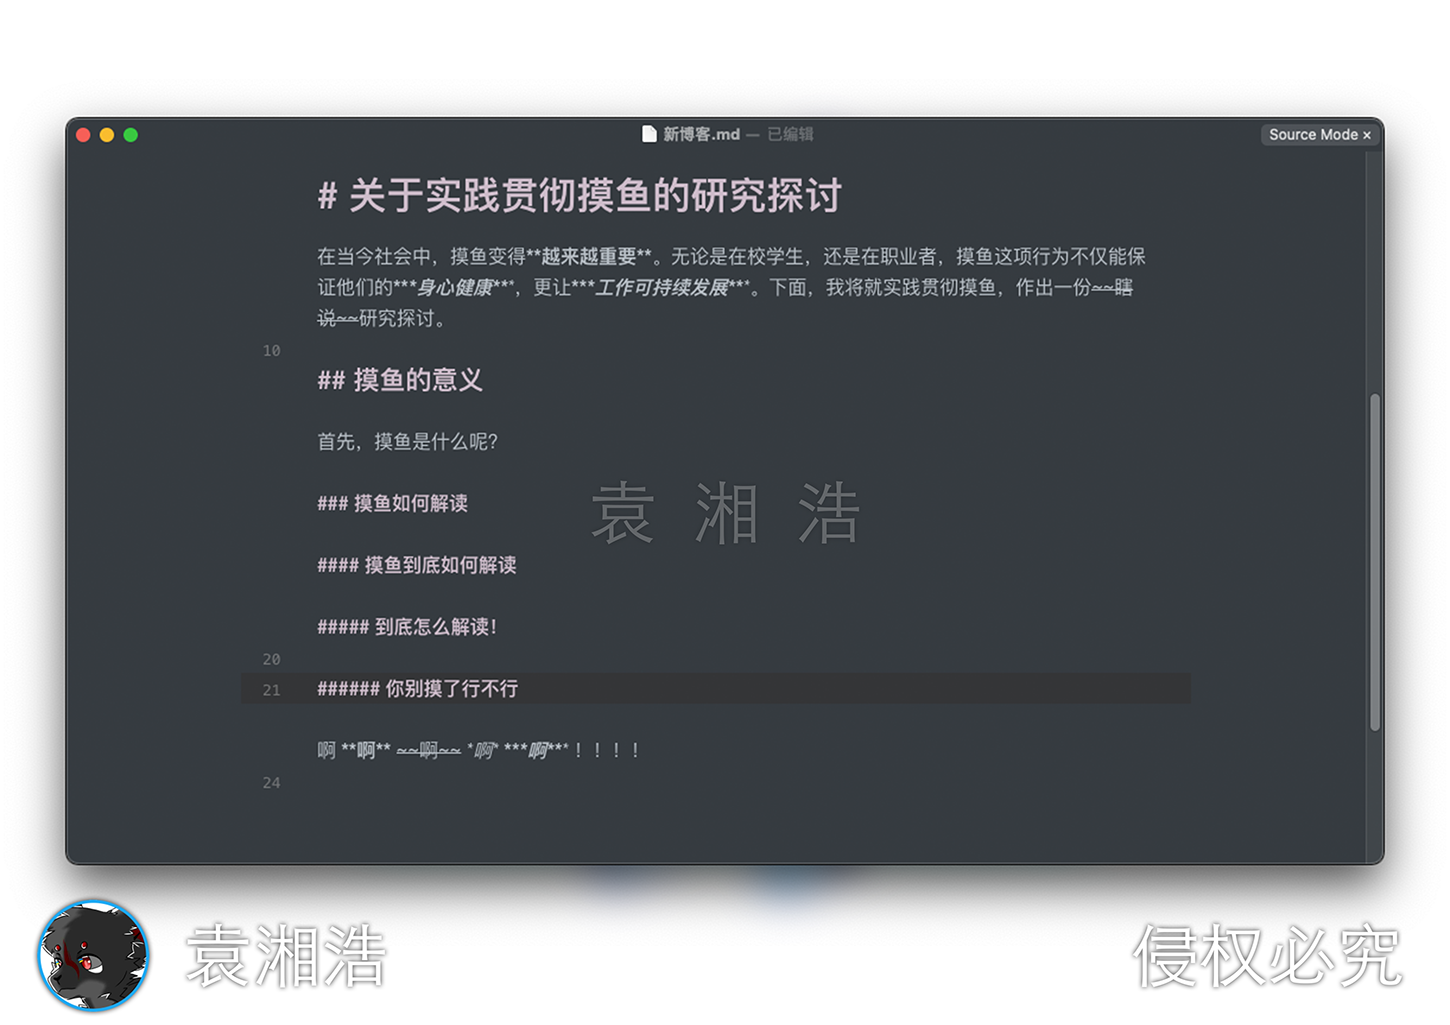 新博客.md — 已编辑
Source Mode ×
# 关于实践贯彻摸鱼的研究探讨
在当今社会中，摸鱼变得**越来越重要**。无论是在校学生，还是在职业者，摸鱼这项行为不仅能保
证他们的***身心健康***，更让***工作可持续发展***。下面，我将就实践贯彻摸鱼，作出一份~~瞎
说~~研究探讨。
10
## 摸鱼的意义
首先，摸鱼是什么呢？
### 摸鱼如何解读
袁湘浩
#### 摸鱼到底如何解读
##### 到底怎么解读！
20
21 ###### 你别摸了行不行
啊 **啊** ~~啊~~ *啊* ***啊***！！！！
24
袁湘浩
侵权必究